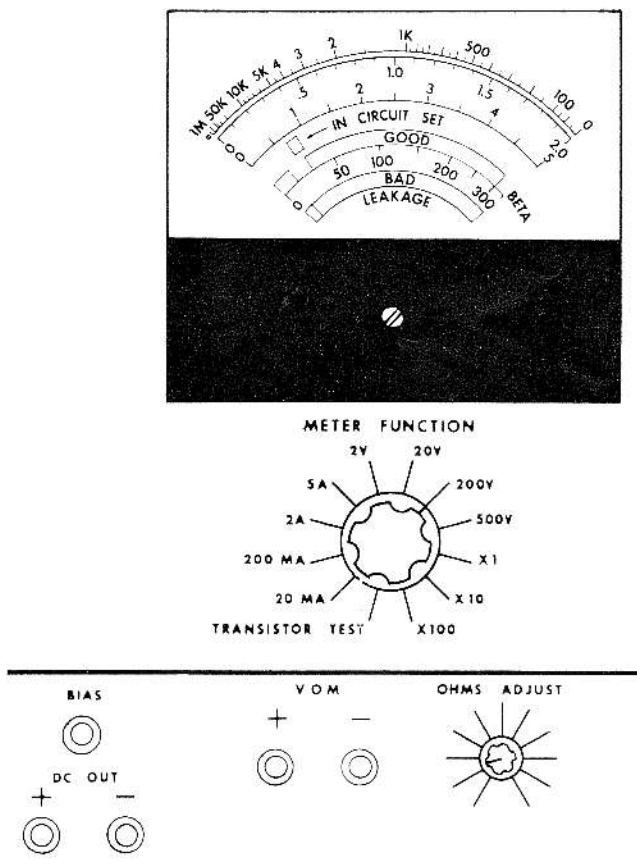 1M 50K 10K 5K 4 3 2 1K 500 100 0
0 .5 1.0 1.5 2.0
0 1 2 3 4 5
IN CIRCUIT SET
GOOD
0 50 100 200 300 BETA
BAD
LEAKAGE
METER FUNCTION
2V 20V
5A 200V
2A 500V
200 MA X1
20 MA X10
TRANSISTOR TEST X100
BIAS VOM OHMS ADJUST
+ −
DC OUT
+ −